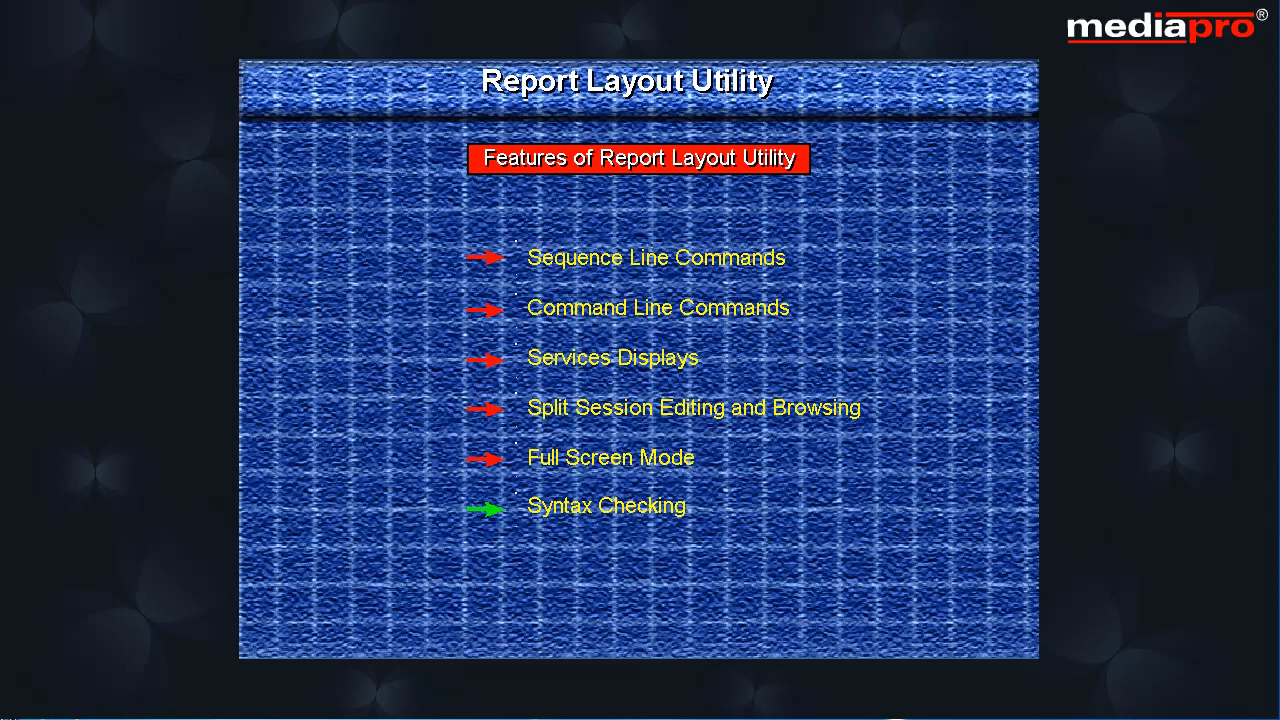 mediapro®
Report Layout Utility
Features of Report Layout Utility
Sequence Line Commands
Command Line Commands
Services Displays
Split Session Editing and Browsing
Full Screen Mode
Syntax Checking